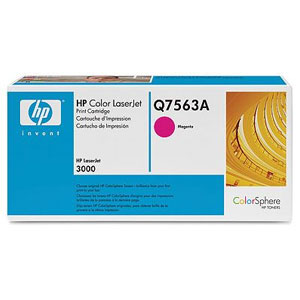 hp
invent
HP Color LaserJet
Print Cartridge
Cartouche d'Impression
Cartucho de Impresión
HP LaserJet
3000
Q7563A
Magenta
ColorSphere
HP TONERS